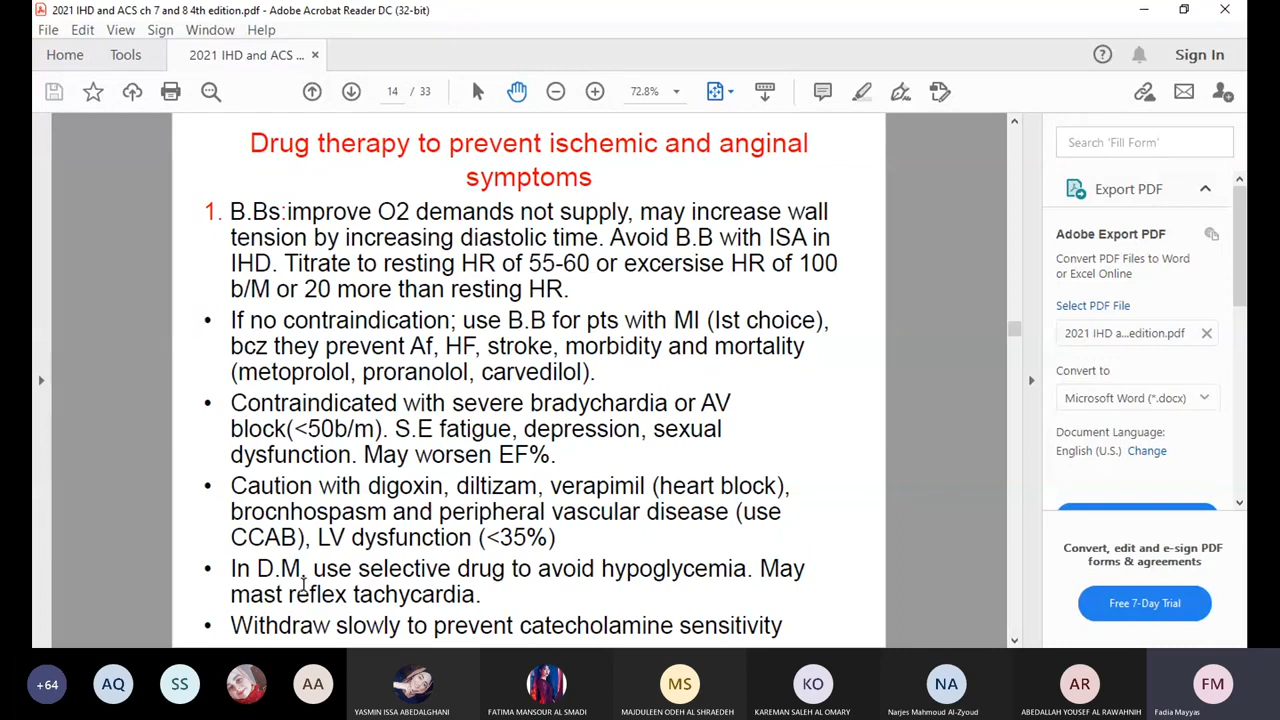 2021 IHD and ACS ch 7 and 8 4th edition.pdf - Adobe Acrobat Reader DC (32-bit)
File Edit View Sign Window Help
Home Tools 2021 IHD and ACS ... ×
Sign In
14 / 33
72.8%
Drug therapy to prevent ischemic and anginal
symptoms
1. B.Bs:improve O2 demands not supply, may increase wall
tension by increasing diastolic time. Avoid B.B with ISA in
IHD. Titrate to resting HR of 55-60 or excersise HR of 100
b/M or 20 more than resting HR.
• If no contraindication; use B.B for pts with MI (Ist choice),
bcz they prevent Af, HF, stroke, morbidity and mortality
(metoprolol, proranolol, carvedilol).
• Contraindicated with severe bradychardia or AV
block(<50b/m). S.E fatigue, depression, sexual
dysfunction. May worsen EF%.
• Caution with digoxin, diltizam, verapimil (heart block),
brocnhospasm and peripheral vascular disease (use
CCAB), LV dysfunction (<35%)
• In D.M, use selective drug to avoid hypoglycemia. May
mast reflex tachycardia.
• Withdraw slowly to prevent catecholamine sensitivity
Search 'Fill Form'
Export PDF
Adobe Export PDF
Convert PDF Files to Word
or Excel Online
Select PDF File
2021 IHD a...edition.pdf
Convert to
Microsoft Word (*.docx)
Document Language:
English (U.S.) Change
Convert, edit and e-sign PDF
forms & agreements
Free 7-Day Trial
+64
AQ
SS
AA
MS
KO
NA
AR
FM
YASMIN ISSA ABEDALGHANI
FATIMA MANSOUR AL SMADI
MAJDULEEN ODEH AL SHRAEDEH
KAREMAN SALEH AL OMARY
Narjes Mahmoud Al-Zyoud
ABEDALLAH YOUSEF AL RAWAHNIH
Fadia Mayyas